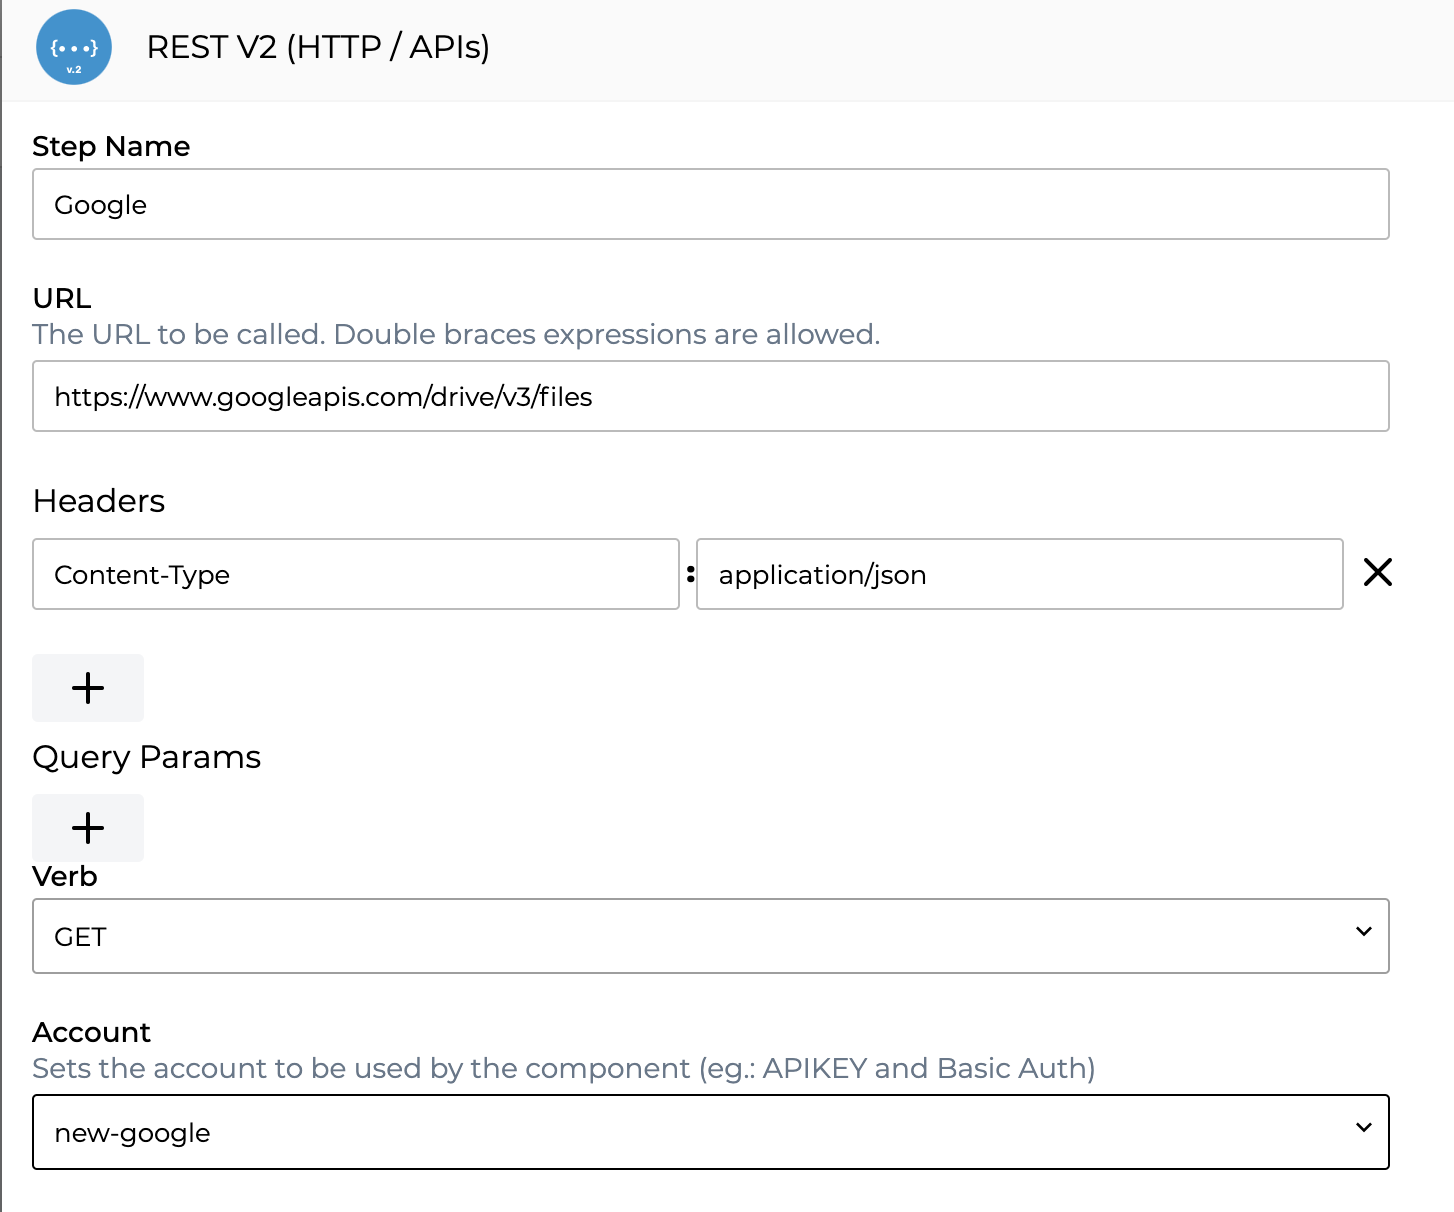 {•••}
v.2
REST V2 (HTTP / APIs)
Step Name
Google
URL
The URL to be called. Double braces expressions are allowed.
https://www.googleapis.com/drive/v3/files
Headers
Content-Type : application/json
Query Params
Verb
GET
Account
Sets the account to be used by the component (eg.: APIKEY and Basic Auth)
new-google